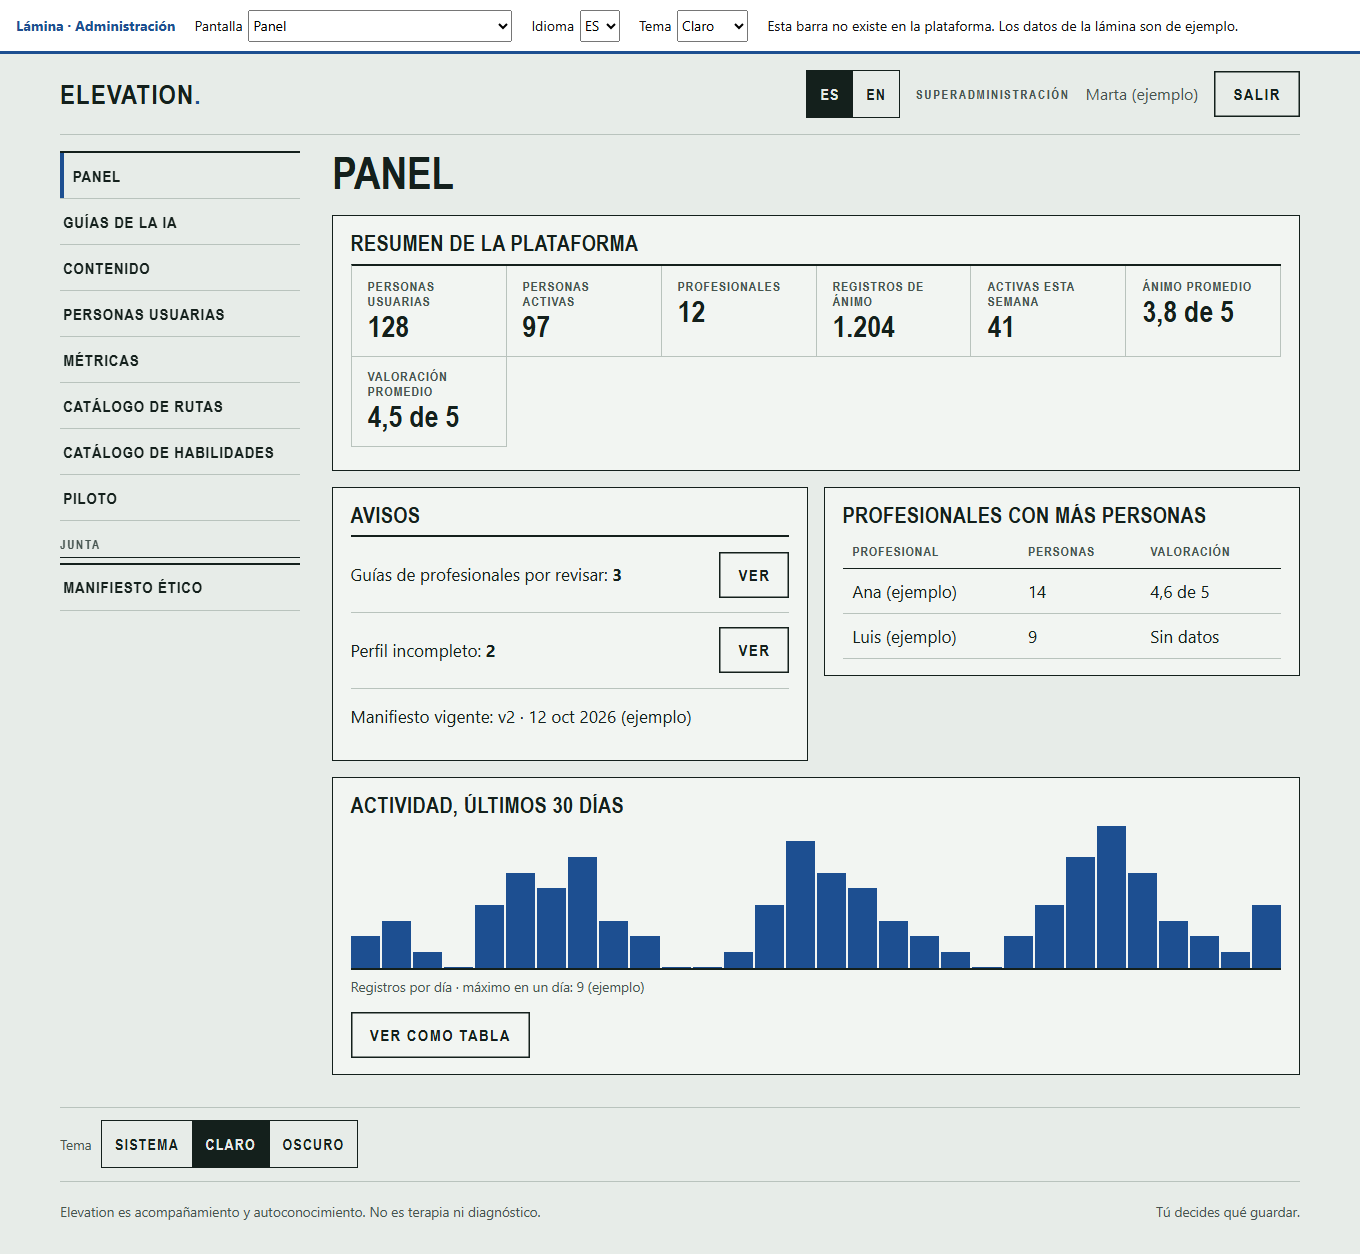 Lámina · Administración Pantalla Panel Idioma ES Tema Claro Esta barra no existe en la plataforma. Los datos de la lámina son de ejemplo.
ELEVATION. ES EN SUPERADMINISTRACIÓN Marta (ejemplo) SALIR
PANEL
GUÍAS DE LA IA
CONTENIDO
PERSONAS USUARIAS
MÉTRICAS
CATÁLOGO DE RUTAS
CATÁLOGO DE HABILIDADES
PILOTO
JUNTA
MANIFIESTO ÉTICO
PANEL
RESUMEN DE LA PLATAFORMA
PERSONAS
USUARIAS
128
PERSONAS
ACTIVAS
97
PROFESIONALES
12
REGISTROS DE
ÁNIMO
1.204
ACTIVAS ESTA
SEMANA
41
ÁNIMO PROMEDIO
3,8 de 5
VALORACIÓN
PROMEDIO
4,5 de 5
AVISOS
Guías de profesionales por revisar: 3 VER
Perfil incompleto: 2 VER
Manifiesto vigente: v2 · 12 oct 2026 (ejemplo)
PROFESIONALES CON MÁS PERSONAS
PROFESIONAL PERSONAS VALORACIÓN
Ana (ejemplo) 14 4,6 de 5
Luis (ejemplo) 9 Sin datos
ACTIVIDAD, ÚLTIMOS 30 DÍAS
Registros por día · máximo en un día: 9 (ejemplo)
VER COMO TABLA
Tema SISTEMA CLARO OSCURO
Elevation es acompañamiento y autoconocimiento. No es terapia ni diagnóstico. Tú decides qué guardar.